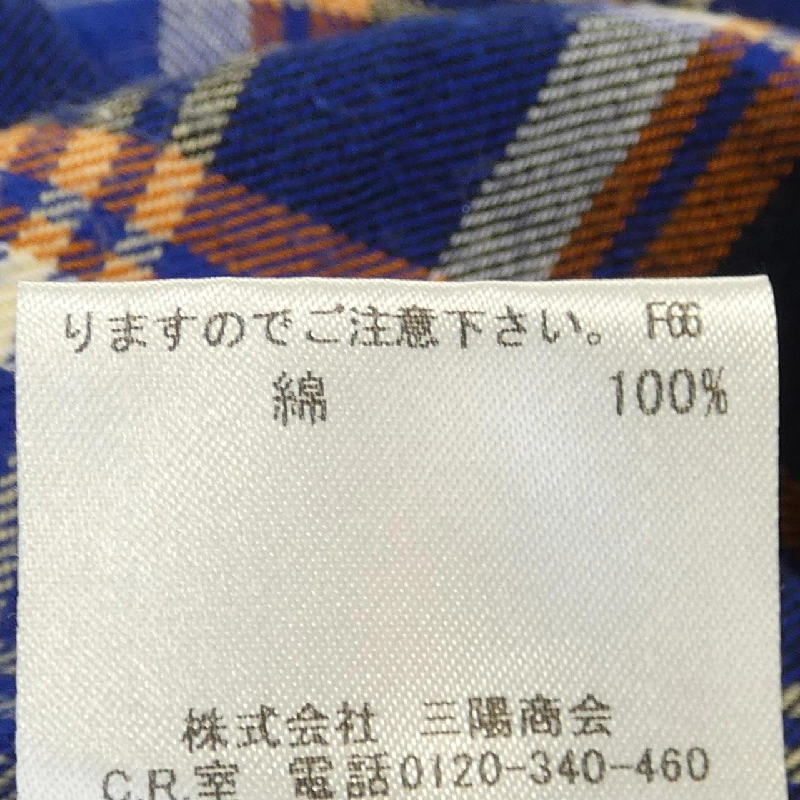 りますのでご注意下さい。 F66
綿 100%
株式会社 三陽商会
C.R.室 電話0120-340-460